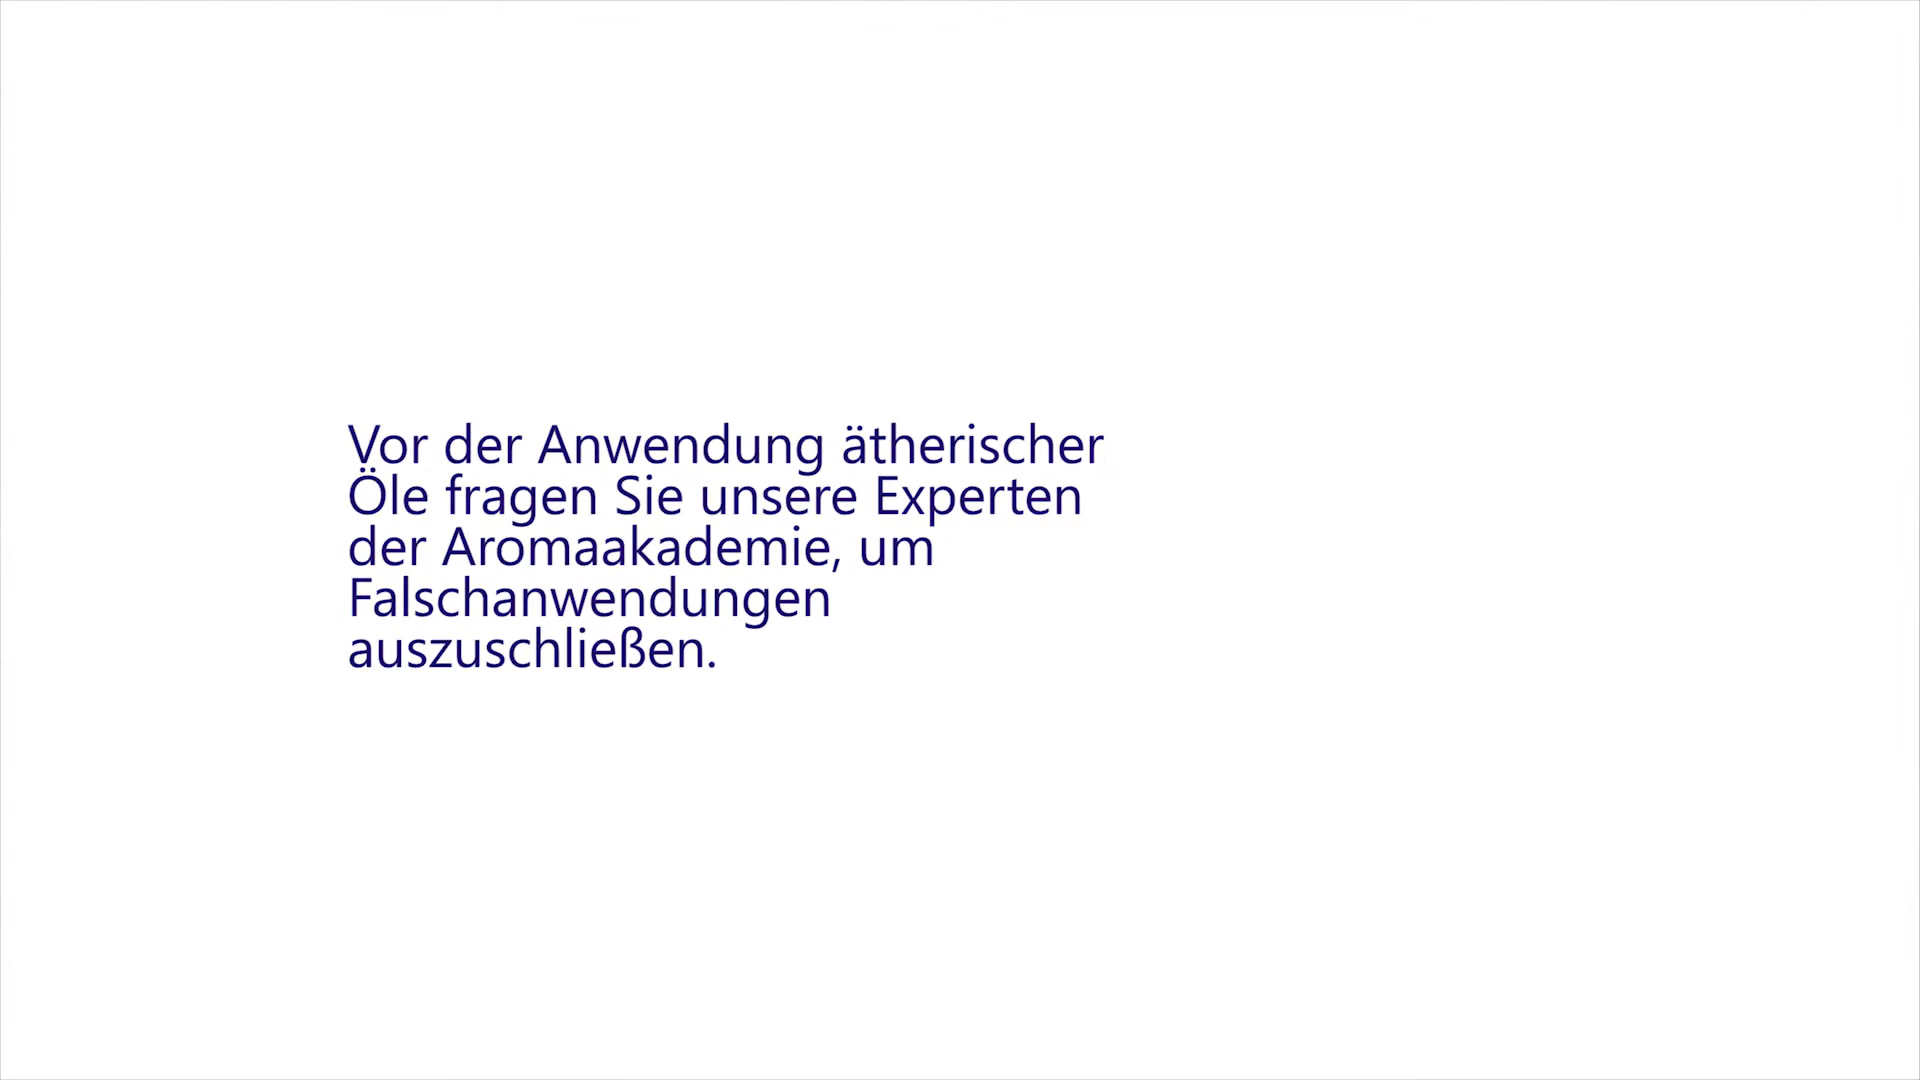 Vor der Anwendung ätherischer
Öle fragen Sie unsere Experten
der Aromaakademie, um
Falschanwendungen
auszuschließen.